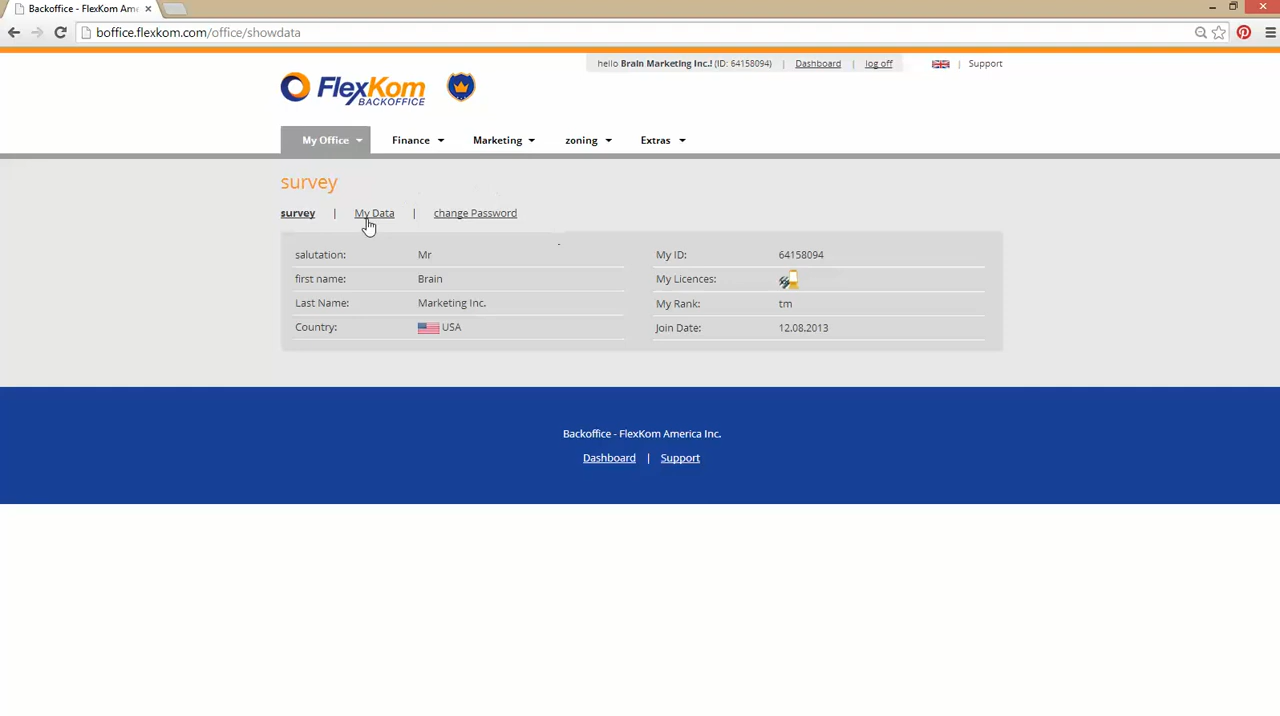 Backoffice - FlexKom Ame
boffice.flexkom.com/office/showdata
hello Brain Marketing Inc.! (ID: 64158094) | Dashboard | log off | Support
FlexKom
BACKOFFICE
My Office Finance Marketing zoning Extras
survey
survey | My Data | change Password
salutation: Mr My ID: 64158094
first name: Brain My Licences:
Last Name: Marketing Inc. My Rank: tm
Country: USA Join Date: 12.08.2013
Backoffice - FlexKom America Inc.
Dashboard | Support